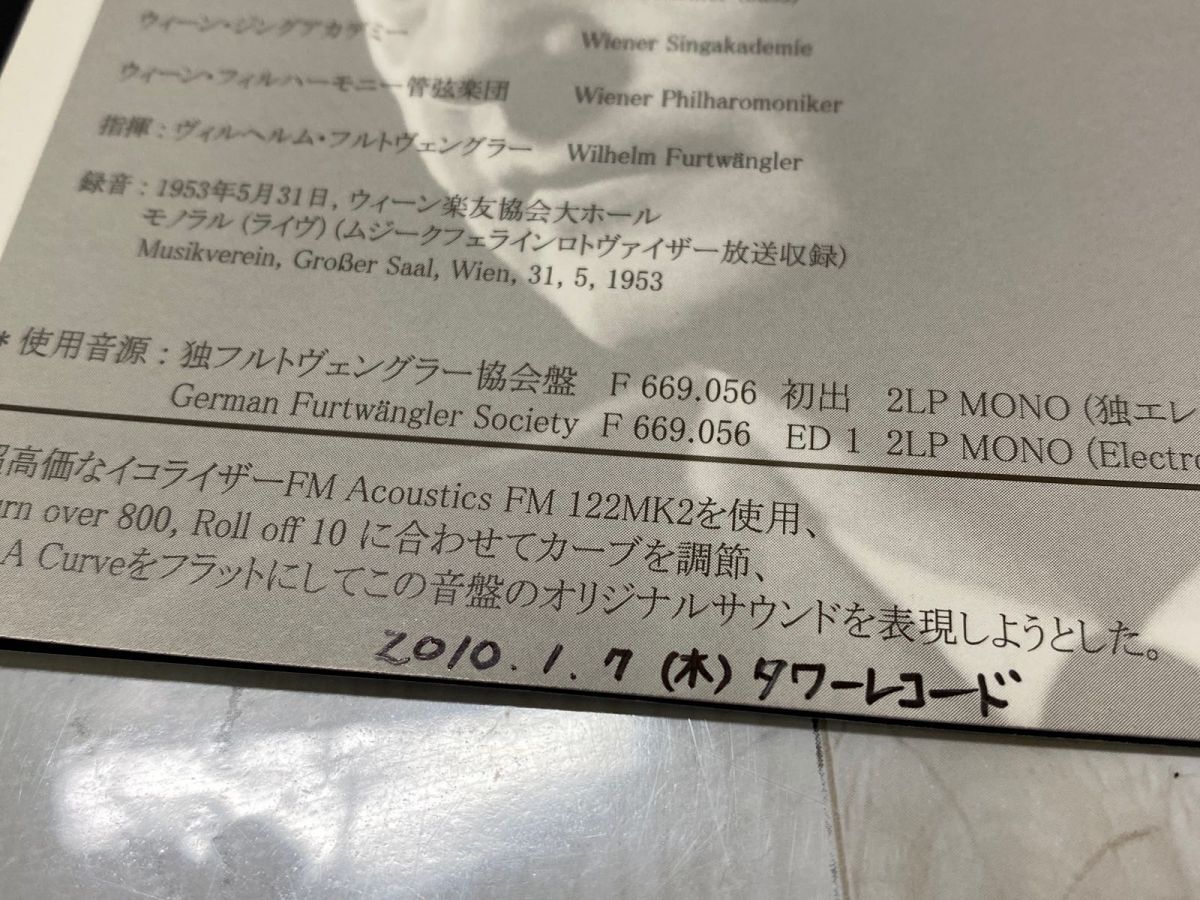 ウィーン・ジングアカデミー Wiener Singakademie
ウィーン・フィルハーモニー管弦楽団 Wiener Philharomoniker
指揮：ヴィルヘルム・フルトヴェングラー Wilhelm Furtwängler
録音：1953年5月31日, ウィーン楽友協会大ホール
モノラル (ライヴ) (ムジークフェラインロトヴァイザー放送収録)
Musikverein, Großer Saal, Wien, 31, 5, 1953
* 使用音源：独フルトヴェングラー協会盤 F 669.056 初出 2LP MONO (独エレ
German Furtwängler Society F 669.056 ED 1 2LP MONO (Electro
高価なイコライザーFM Acoustics FM 122MK2を使用、
urn over 800, Roll off 10 に合わせてカーブを調節、
A Curveをフラットにしてこの音盤のオリジナルサウンドを表現しようとした。
2010.1.7 (木) タワーレコード